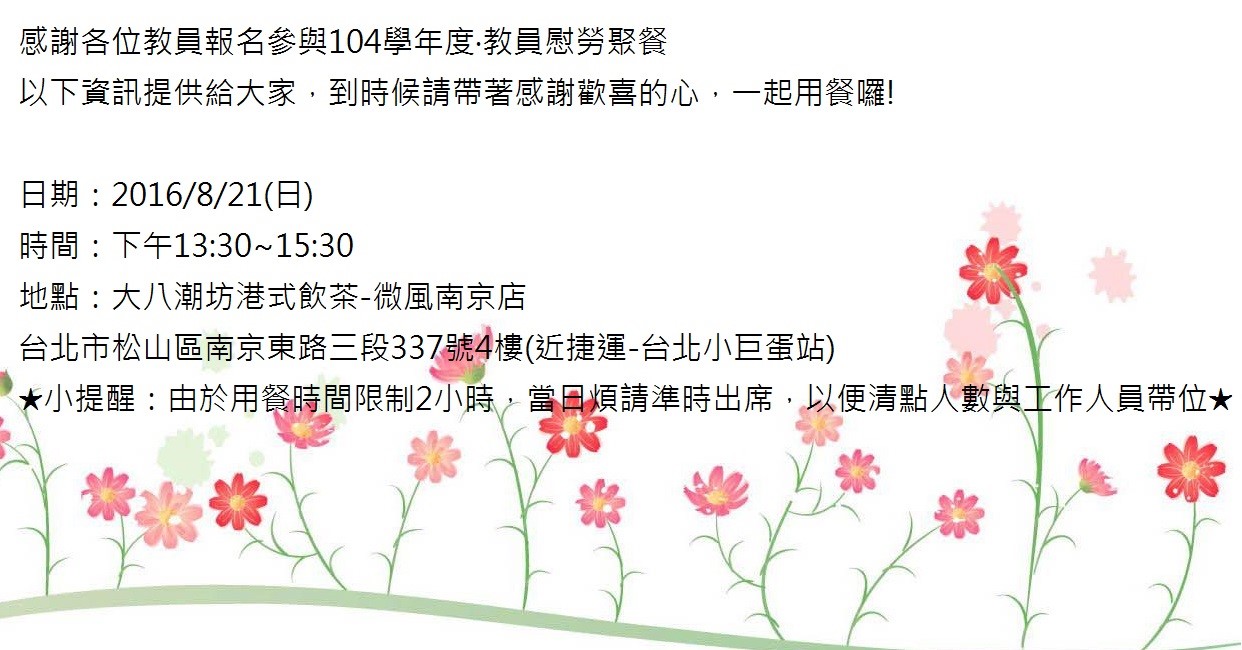 感謝各位教員報名參與104學年度‧教員慰勞聚餐
以下資訊提供給大家，到時候請帶著感謝歡喜的心，一起用餐囉!
日期：2016/8/21(日)
時間：下午13:30~15:30
地點：大八潮坊港式飲茶-微風南京店
台北市松山區南京東路三段337號4樓(近捷運-台北小巨蛋站)
★小提醒：由於用餐時間限制2小時，當日煩請準時出席，以便清點人數與工作人員帶位★